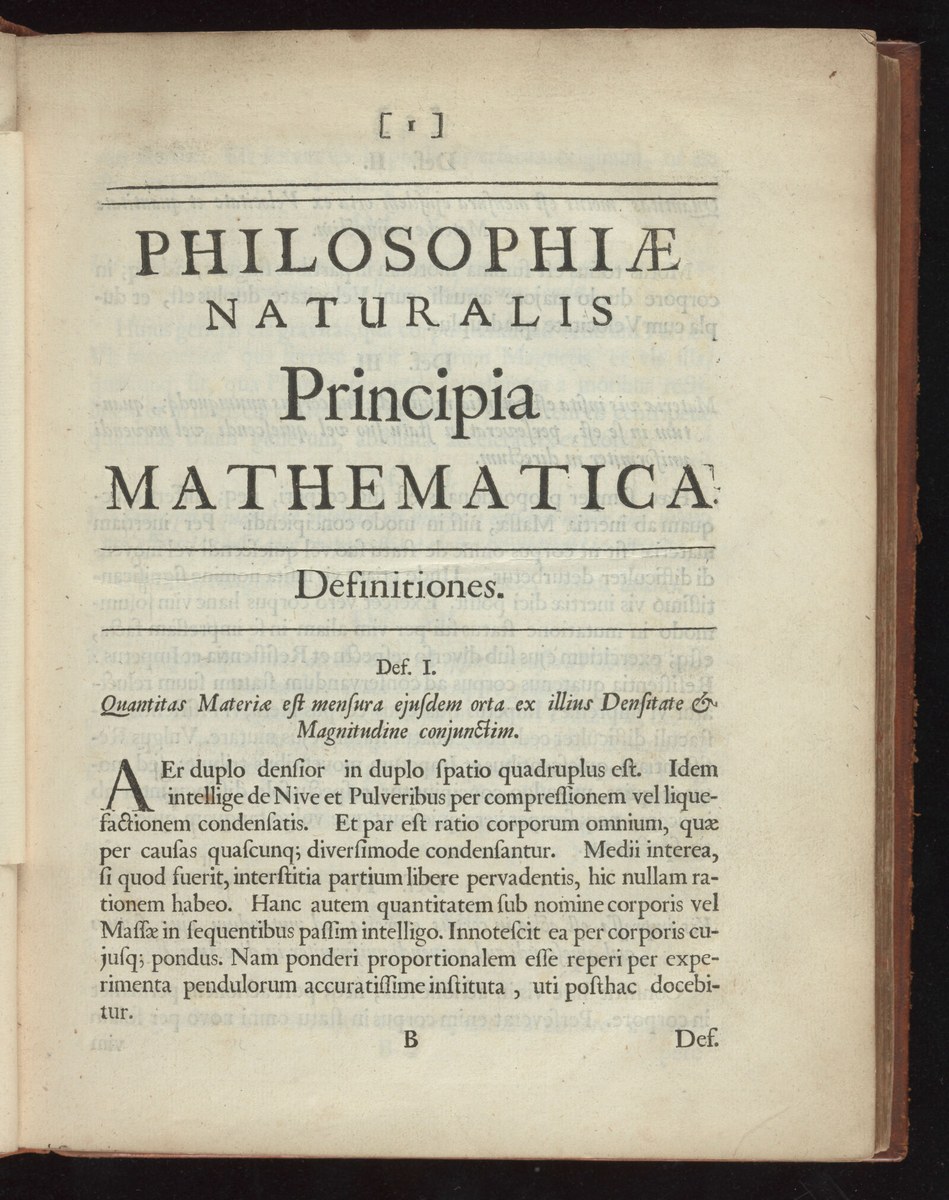 [ 1 ]
PHILOSOPHIÆ
NATURALIS
Principia
MATHEMATICA.
Definitiones.
Def. I.
Quantitas Materiæ eſt menſura ejuſdem orta ex illius Denſitate &
Magnitudine conjunctim.
AEr duplo denſior in duplo ſpatio quadruplus eſt. Idem
intellige de Nive et Pulveribus per compreſſionem vel lique-
factionem condenſatis. Et par eſt ratio corporum omnium, quæ
per cauſas quaſcunq; diverſimode condenſantur. Medii interea,
ſi quod fuerit, interſtitia partium libere pervadentis, hic nullam ra-
tionem habeo. Hanc autem quantitatem ſub nomine corporis vel
Maſſæ in ſequentibus paſſim intelligo. Innoteſcit ea per corporis cu-
juſq; pondus. Nam ponderi proportionalem eſſe reperi per expe-
rimenta pendulorum accuratiſſime inſtituta , uti poſthac docebi-
tur.
B Def.